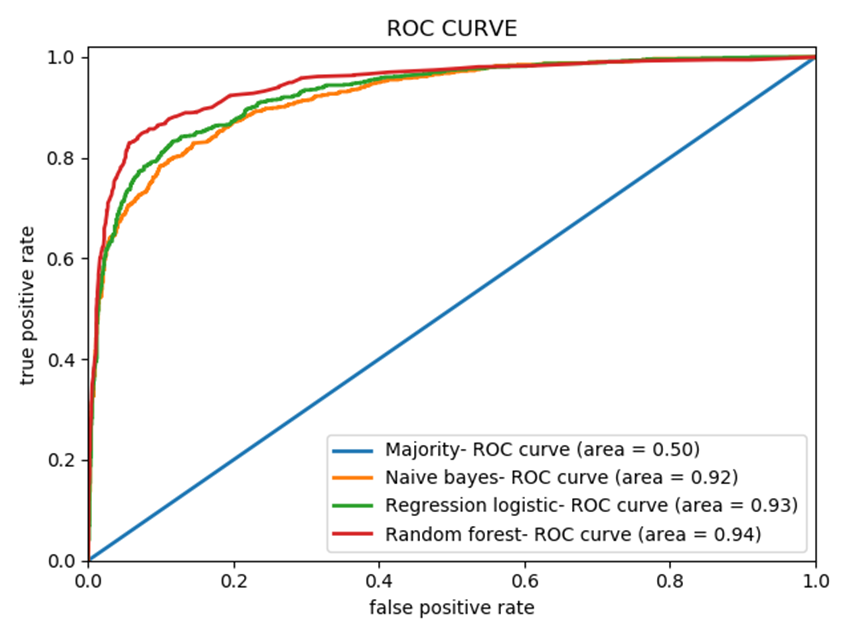 ROC CURVE
1.0
0.8
0.6
0.4
0.2
0.0
true positive rate
Majority- ROC curve (area = 0.50)
Naive bayes- ROC curve (area = 0.92)
Regression logistic- ROC curve (area = 0.93)
Random forest- ROC curve (area = 0.94)
0.0 0.2 0.4 0.6 0.8 1.0
false positive rate